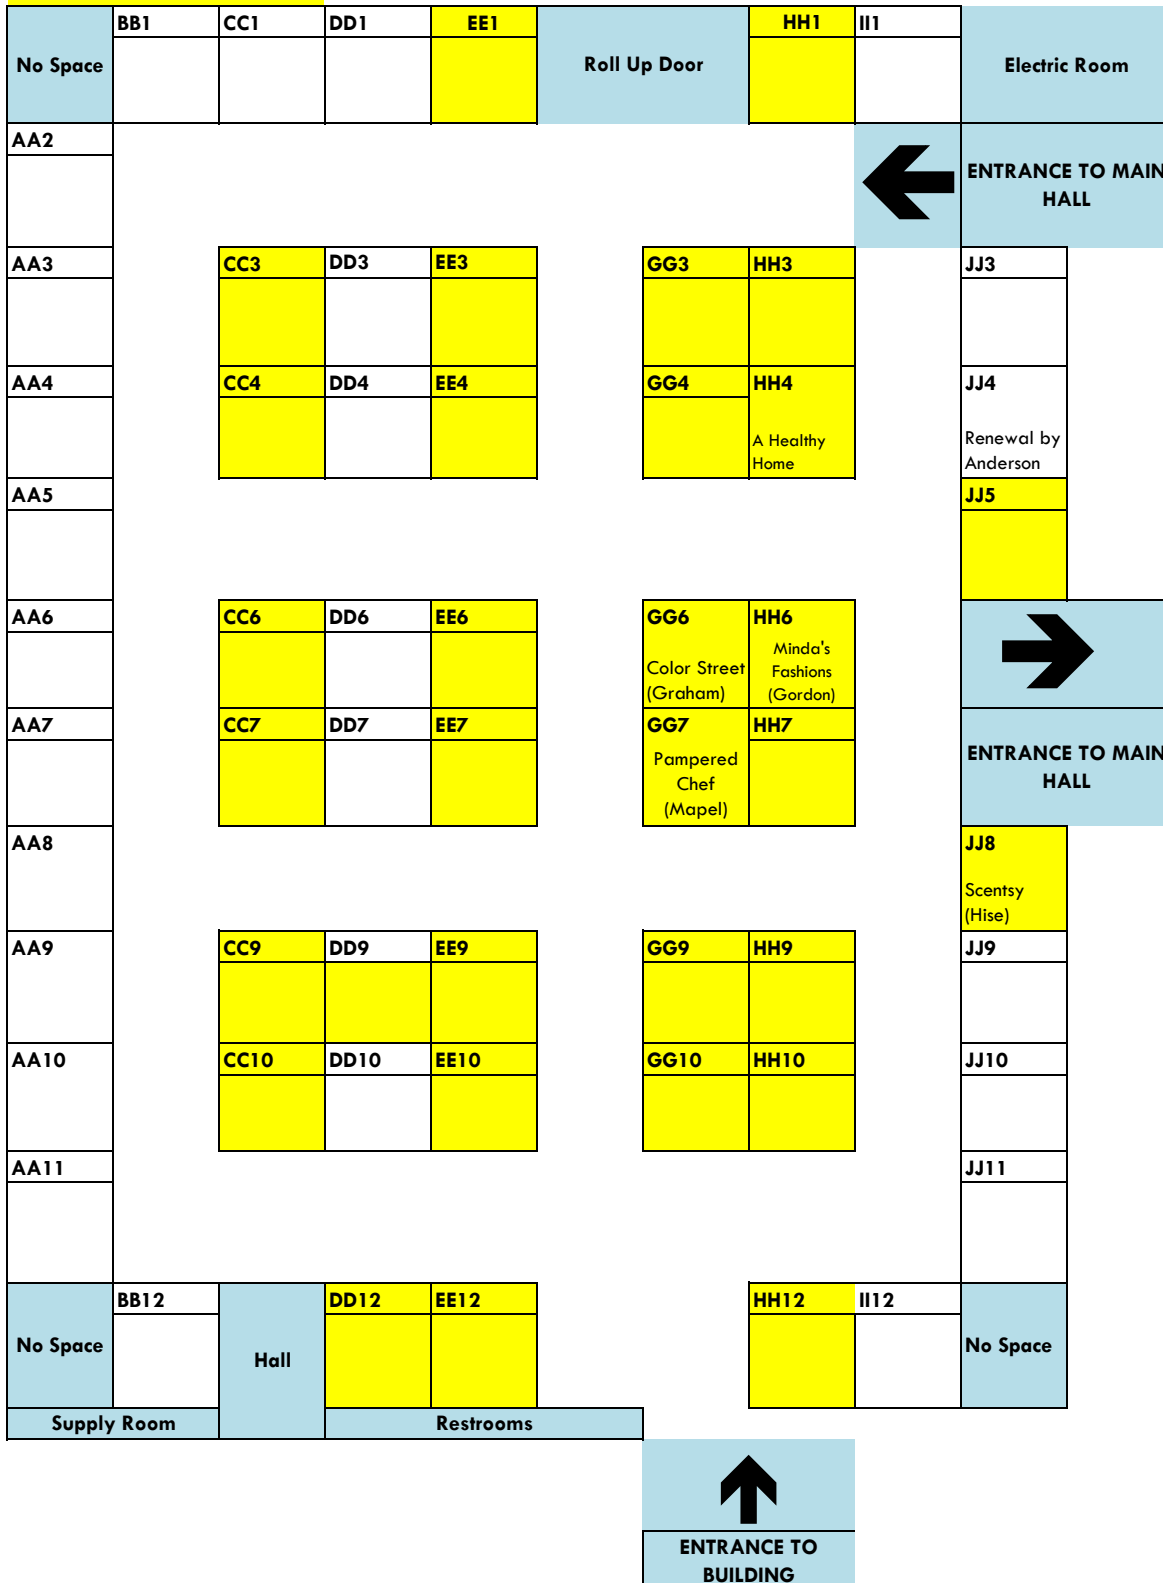 BB1 CC1 DD1 EE1 HH1 II1
No Space Roll Up Door Electric Room
AA2
ENTRANCE TO MAIN
HALL
AA3 CC3 DD3 EE3 GG3 HH3 JJ3
AA4 CC4 DD4 EE4 GG4 HH4 JJ4
A Healthy
Home
Renewal by
Anderson
AA5 JJ5
AA6 CC6 DD6 EE6 GG6 HH6
Color Street
(Graham)
Minda's
Fashions
(Gordon)
AA7 CC7 DD7 EE7 GG7 HH7
Pampered
Chef
(Mapel)
ENTRANCE TO MAIN
HALL
AA8 JJ8
Scentsy
(Hise)
AA9 CC9 DD9 EE9 GG9 HH9 JJ9
AA10 CC10 DD10 EE10 GG10 HH10 JJ10
AA11 JJ11
BB12 DD12 EE12 HH12 II12
No Space Hall No Space
Supply Room Restrooms
ENTRANCE TO
BUILDING